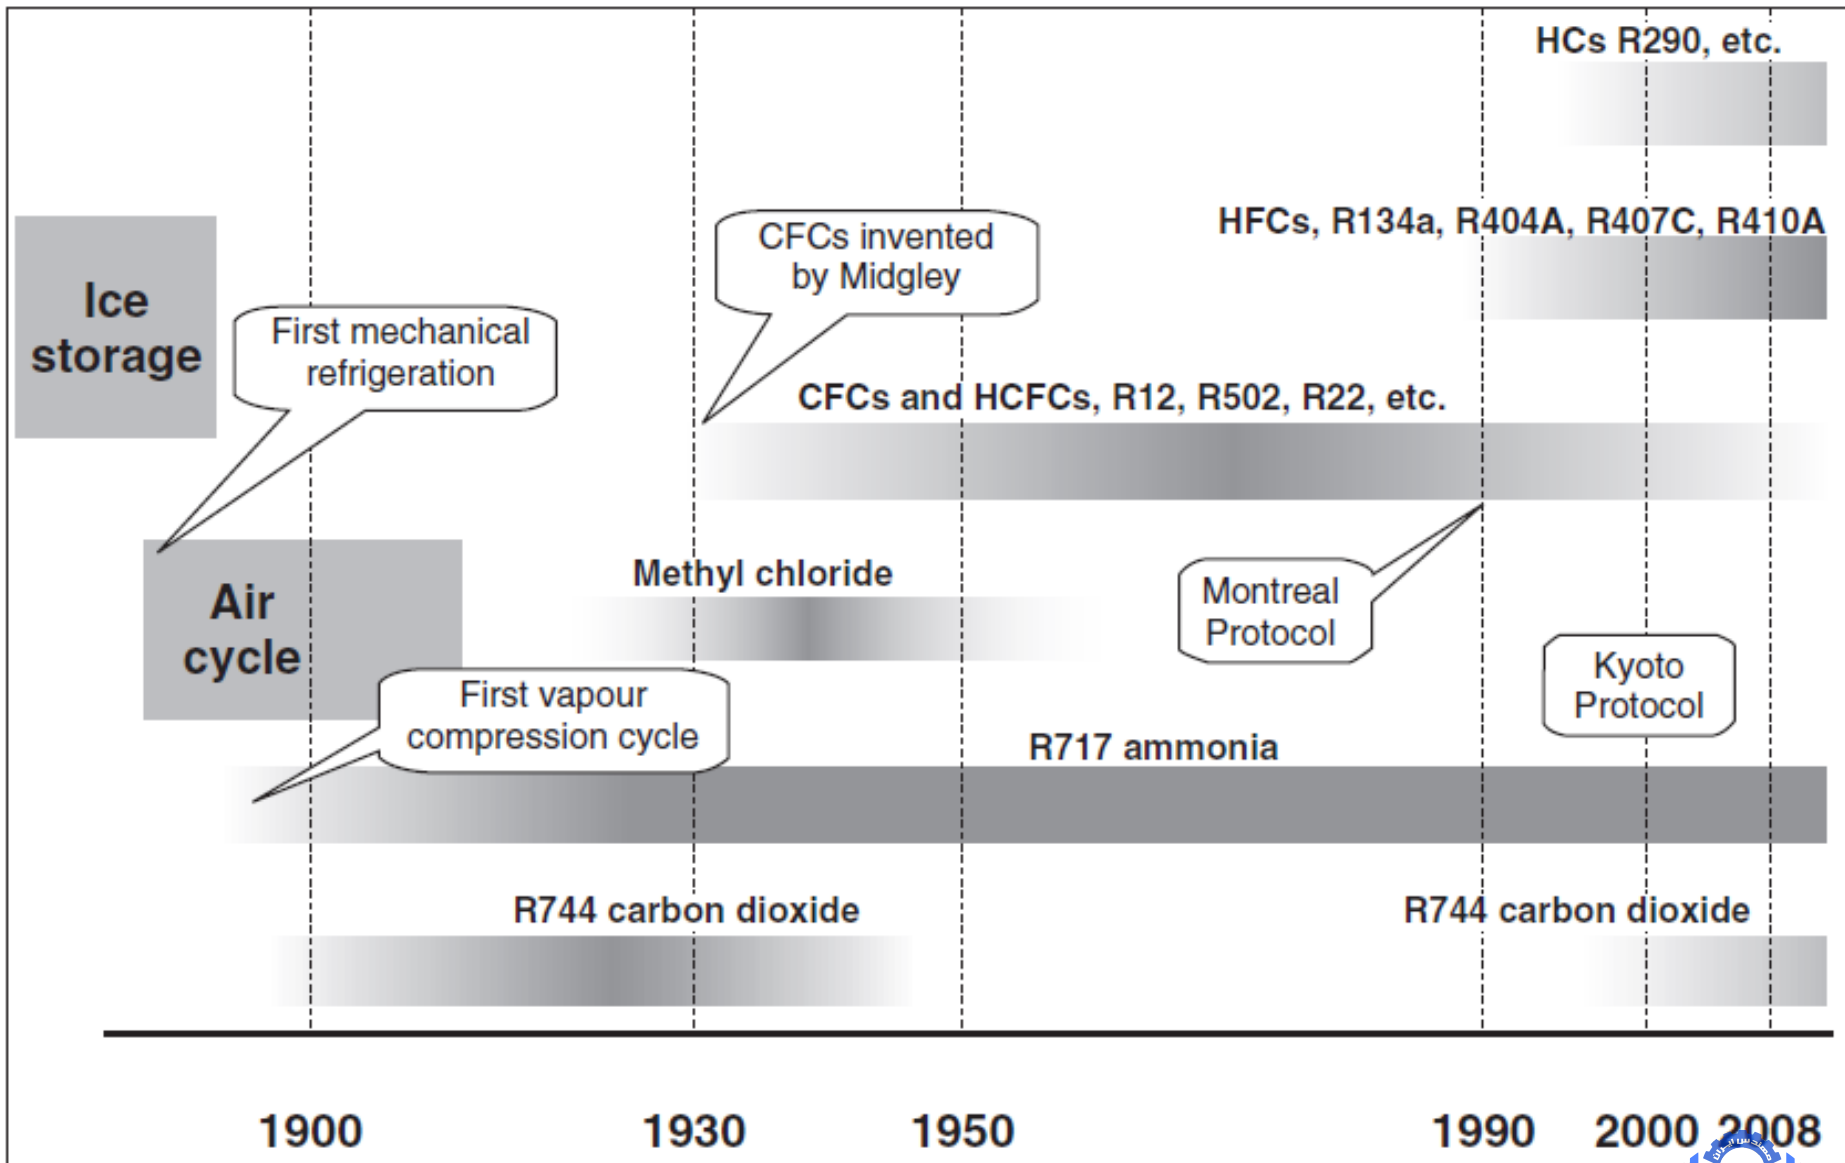 HCs R290, etc.
HFCs, R134a, R404A, R407C, R410A
CFCs invented
by Midgley
Ice
storage
First mechanical
refrigeration
CFCs and HCFCs, R12, R502, R22, etc.
Methyl chloride
Montreal
Protocol
Air
cycle
Kyoto
Protocol
First vapour
compression cycle
R717 ammonia
R744 carbon dioxide
R744 carbon dioxide
1900
1930
1950
1990
2000
2008